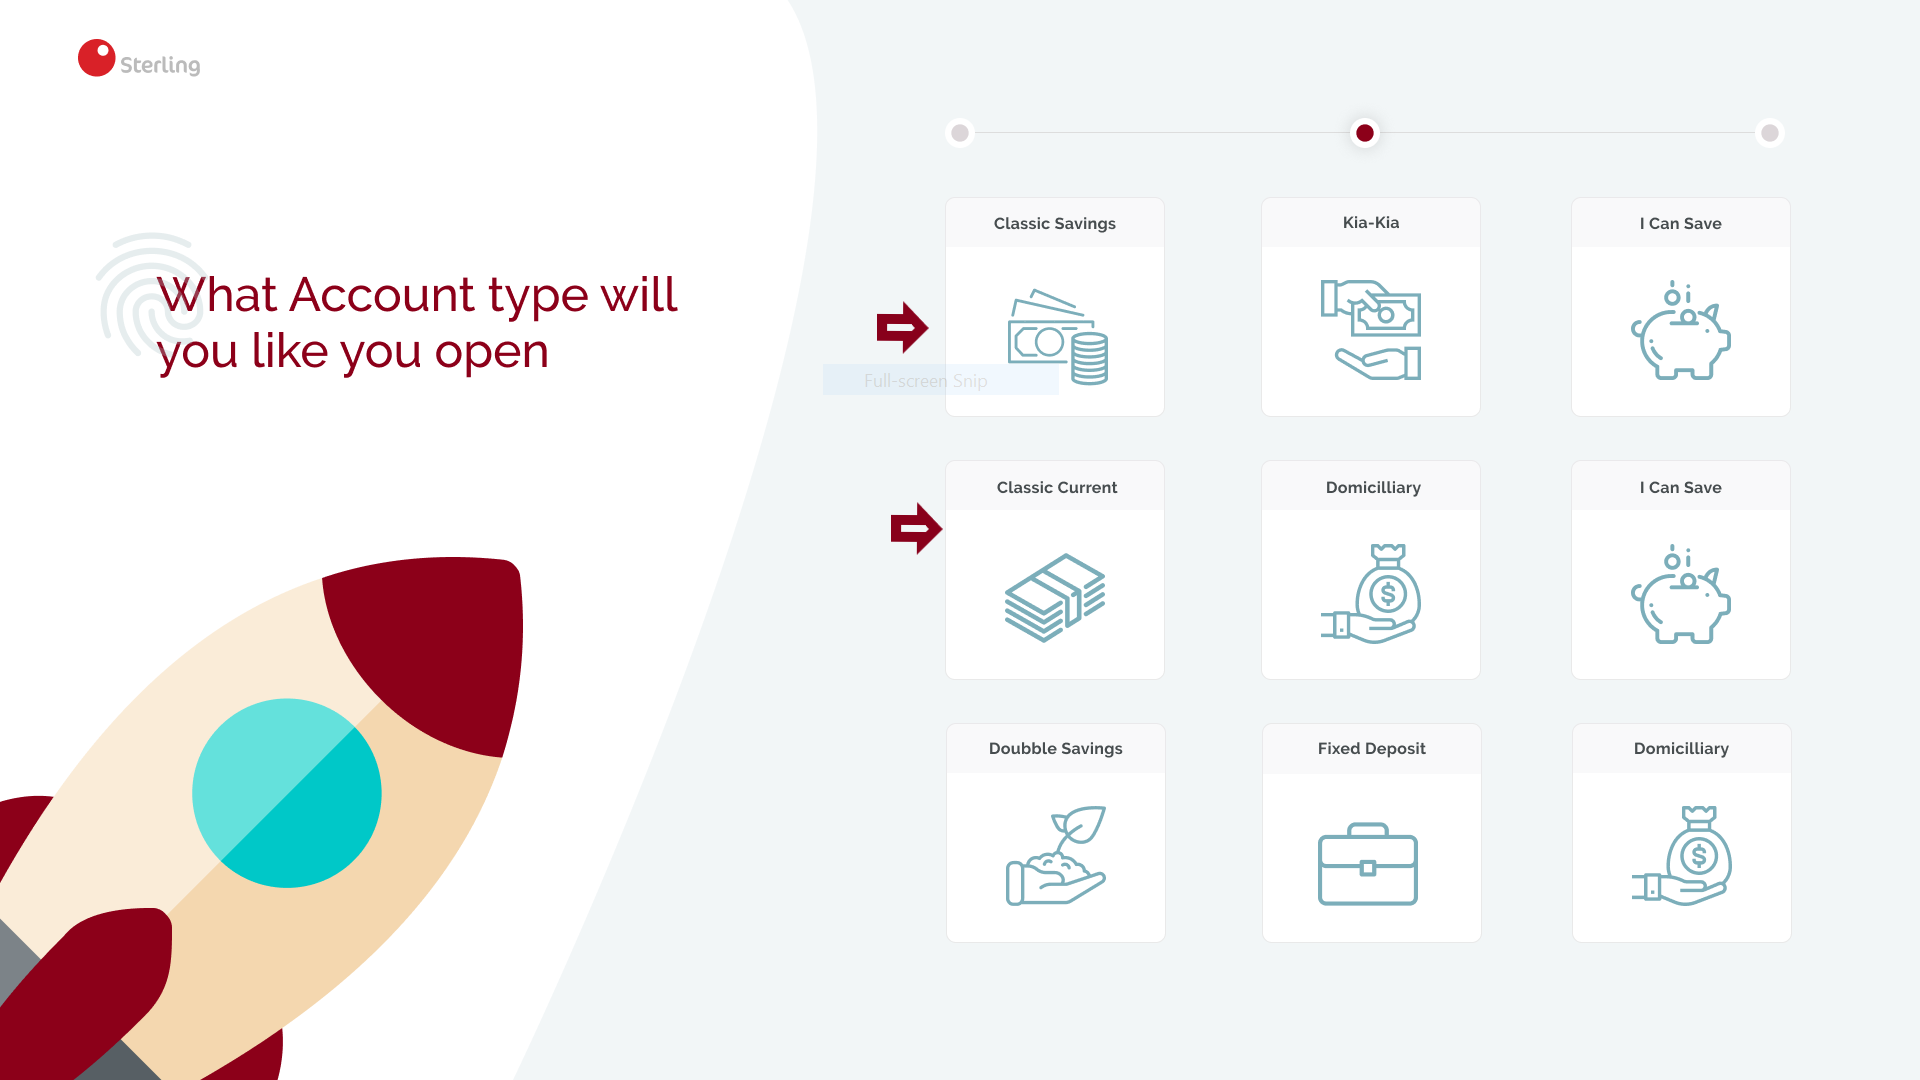 Sterling
What Account type will
you like you open
Classic Savings
Kia-Kia
I Can Save
Full-screen Snip
Classic Current
Domicilliary
I Can Save
$
Doubble Savings
Fixed Deposit
Domicilliary
$